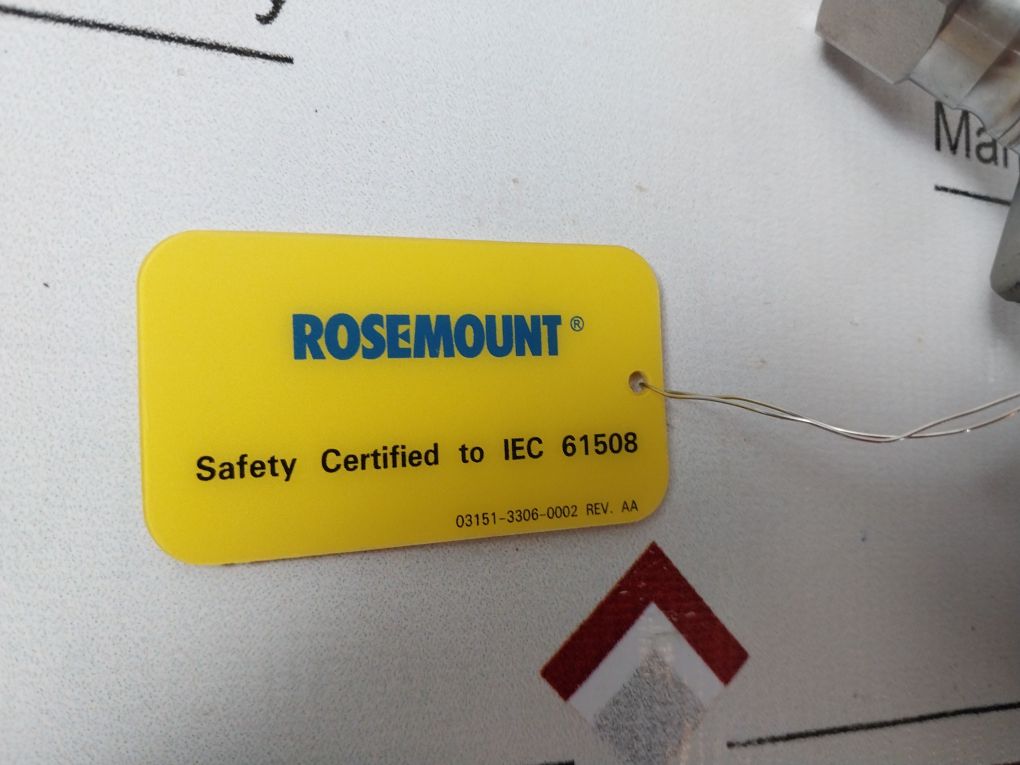 ROSEMOUNT ®
Safety Certified to IEC 61508
03151-3306-0002 REV. AA